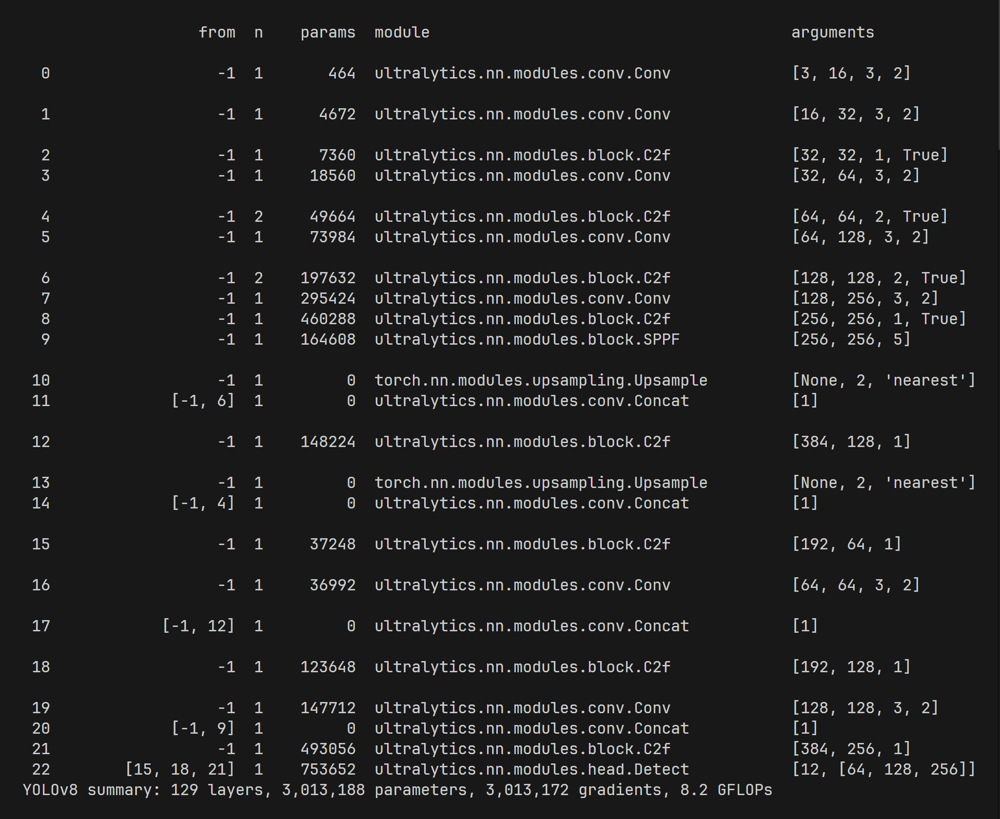 from  n    params  module                                       arguments
0                  -1  1       464  ultralytics.nn.modules.conv.Conv             [3, 16, 3, 2]
1                  -1  1      4672  ultralytics.nn.modules.conv.Conv             [16, 32, 3, 2]
2                  -1  1      7360  ultralytics.nn.modules.block.C2f             [32, 32, 1, True]
3                  -1  1     18560  ultralytics.nn.modules.conv.Conv             [32, 64, 3, 2]
4                  -1  2     49664  ultralytics.nn.modules.block.C2f             [64, 64, 2, True]
5                  -1  1     73984  ultralytics.nn.modules.conv.Conv             [64, 128, 3, 2]
6                  -1  2    197632  ultralytics.nn.modules.block.C2f             [128, 128, 2, True]
7                  -1  1    295424  ultralytics.nn.modules.conv.Conv             [128, 256, 3, 2]
8                  -1  1    460288  ultralytics.nn.modules.block.C2f             [256, 256, 1, True]
9                  -1  1    164608  ultralytics.nn.modules.block.SPPF            [256, 256, 5]
10                  -1  1         0  torch.nn.modules.upsampling.Upsample         [None, 2, 'nearest']
11             [-1, 6]  1         0  ultralytics.nn.modules.conv.Concat           [1]
12                  -1  1    148224  ultralytics.nn.modules.block.C2f             [384, 128, 1]
13                  -1  1         0  torch.nn.modules.upsampling.Upsample         [None, 2, 'nearest']
14             [-1, 4]  1         0  ultralytics.nn.modules.conv.Concat           [1]
15                  -1  1     37248  ultralytics.nn.modules.block.C2f             [192, 64, 1]
16                  -1  1     36992  ultralytics.nn.modules.conv.Conv             [64, 64, 3, 2]
17            [-1, 12]  1         0  ultralytics.nn.modules.conv.Concat           [1]
18                  -1  1    123648  ultralytics.nn.modules.block.C2f             [192, 128, 1]
19                  -1  1    147712  ultralytics.nn.modules.conv.Conv             [128, 128, 3, 2]
20             [-1, 9]  1         0  ultralytics.nn.modules.conv.Concat           [1]
21                  -1  1    493056  ultralytics.nn.modules.block.C2f             [384, 256, 1]
22        [15, 18, 21]  1    753652  ultralytics.nn.modules.head.Detect           [12, [64, 128, 256]]
YOLOv8 summary: 129 layers, 3,013,188 parameters, 3,013,172 gradients, 8.2 GFLOPs